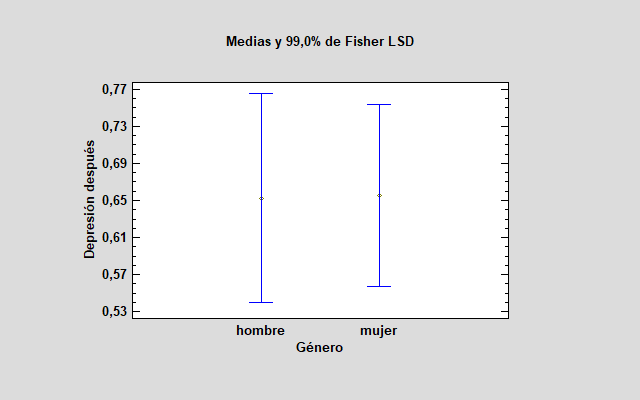 Medias y 99,0% de Fisher LSD
Depresión después
0,77
0,73
0,69
0,65
0,61
0,57
0,53
hombre mujer
Género